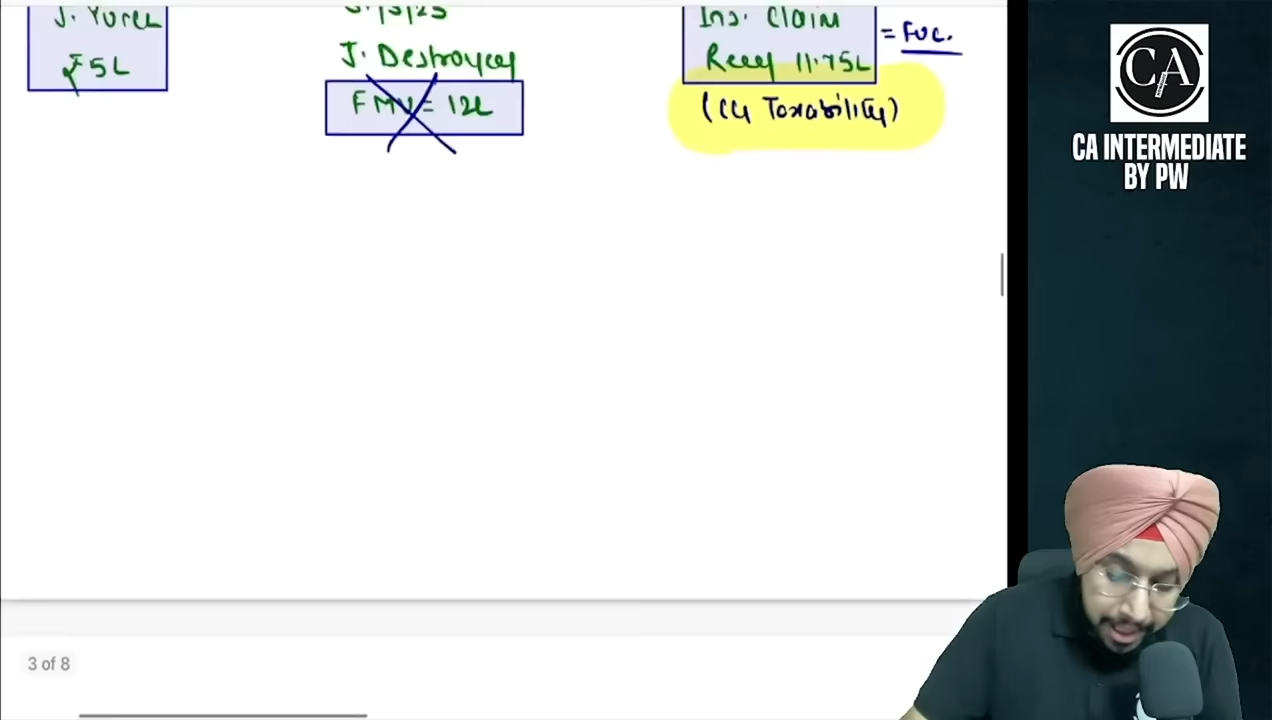 J. Purch
₹5L
J. Destroyed
FMV = 12L
Ins. Claim
= FVC.
Recd 11.75L
(CG Taxability)
3 of 8
CA
CA INTERMEDIATE
BY PW